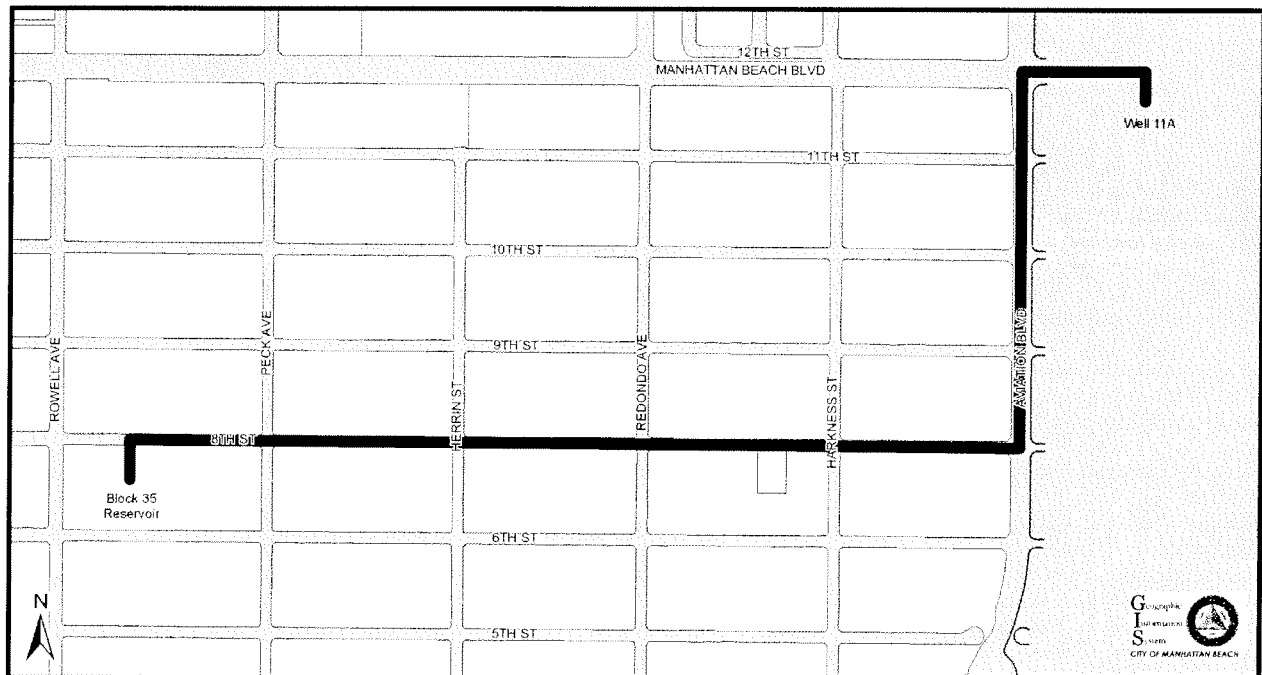 12TH ST
MANHATTAN BEACH BLVD
Well 11A
11TH ST
10TH ST
ROWELL AVE
PECK AVE
9TH ST
HERRIN ST
REDONDO AVE
HARKNESS ST
AVIATION BLVD
8TH ST
Block 35
Reservoir
6TH ST
5TH ST
N
Geographic
Information
System
CITY OF MANHATTAN BEACH